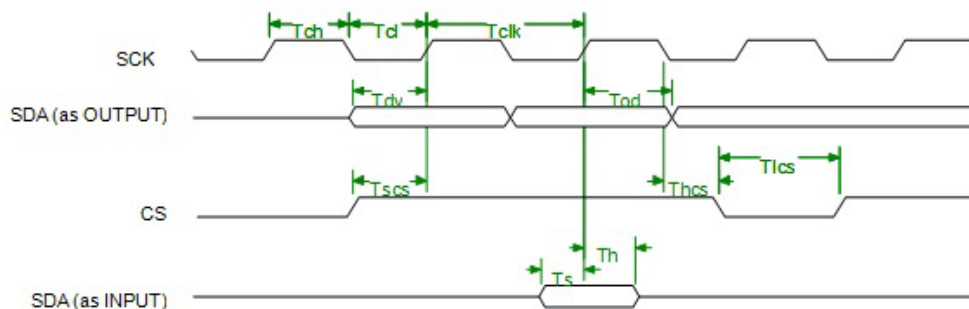 Tch Tcl Tclk
SCK
Tdv Tod
SDA (as OUTPUT)
Tscs Thcs Tlcs
CS
Ts Th
SDA (as INPUT)